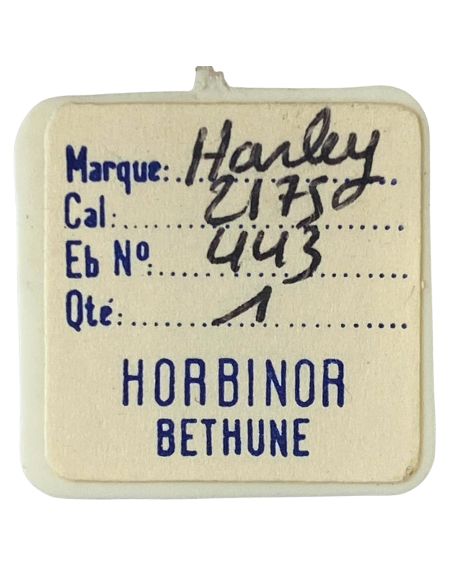 Marque: Harley
Cal: 2175
Eb Nº: 443
Qté: 1
HORBINOR
BETHUNE